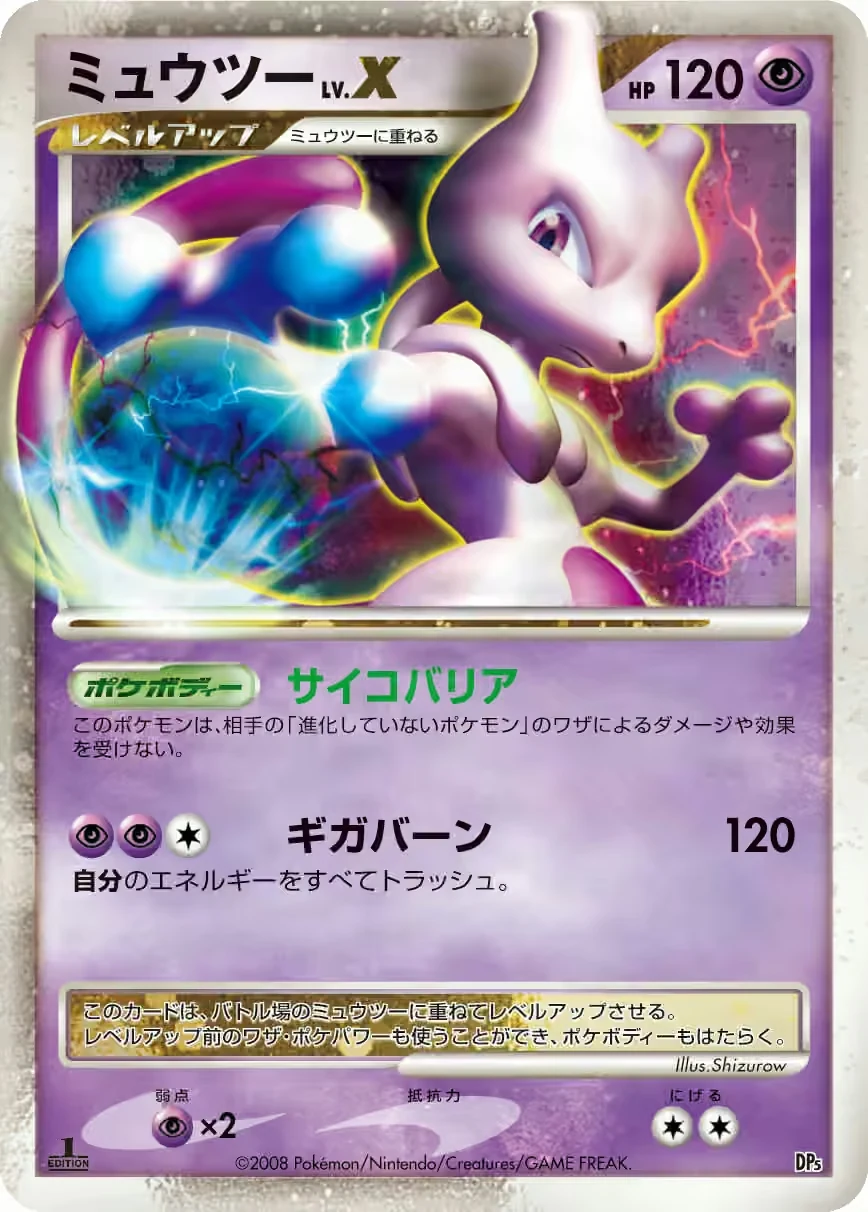 ミュウツー LV.X HP 120
レベルアップ ミュウツーに重ねる
ポケボディー サイコバリア
このポケモンは、相手の「進化していないポケモン」のワザによるダメージや効果
を受けない。
ギガバーン 120
自分のエネルギーをすべてトラッシュ。
このカードは、バトル場のミュウツーに重ねてレベルアップさせる。
レベルアップ前のワザ・ポケパワーも使うことができ、ポケボディーもはたらく。
Illus.Shizurow
弱点 抵抗力 にげる
×2
1 EDITION
©2008 Pokémon/Nintendo/Creatures/GAME FREAK.
DP5